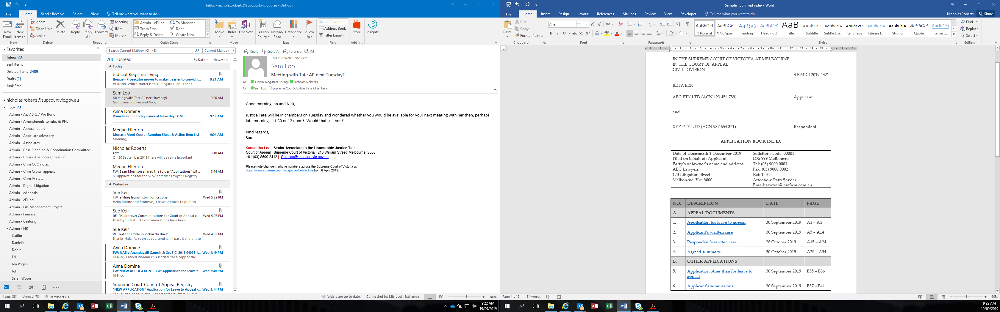 Inbox - nicholas.roberts@supcourt.vic.gov.au - Outlook
File Home Send / Receive Folder View Tell me what you want to do...
New Email
New Items
Ignore
Clean Up
Junk
Delete
Reply
Reply All
Forward
Meeting
IM
More
Admin - eFiling
Team Email
Reply & Delete
To Manager
Done
Create New
Move
Rules
OneNote
Assign Policy
Unread/ Read
Categorize
Follow Up
Search People
Address Book
Filter Email
Store
Insights
New Delete Respond Quick Steps Move Tags Find Add-ins
Favorites
Inbox 73
Sent Items
Deleted Items 2489
Drafts [2]
Junk Email
nicholas.roberts@supcourt.vic.gov.au
Inbox 73
Admin - A2J / SRL / Pro Bono
Admin - Amendments to rules & PNs
Admin - Annual report
Admin - Appellate advocacy
Admin - Associates
Admin - Case Planning & Coordination Committee
Admin - Crim - Abandon at hearing
Admin - Crim CCO notes
Admin - Crim Crown appeals
Admin - Crim IA stats
Admin - Digital Litigation
Admin - eAppeals
Admin - eFiling
Admin - File Management Project
Admin - Finance
Admin - Geelong
Admin - HR
Caitlin
Danielle
Dodie
Eri
Jen Vogen
Joh
Sarah Woon
Search Current Mailbox (Ctrl+E) Current Mailbox
All Unread By Date Newest
Today
Judicial Registrar Irving
theage - Prosecutor moves to make it easier to convict i... 9:21 AM
Hi Justin Which matter is this? Regards Ian <end>
Sam Loo
Meeting with Tate AP next Tuesday? 9:20 AM
Good morning Ian and Nick,
Anna Domine
Danielle not in today - annual leave day EOM 9:18 AM
Megan Ellerton
Monash Moot Court - Running Sheet & Action Item List 9:04 AM
Morning,
Nicholas Roberts
Text 8:10 AM
On 30 September 2019 there will be some important
Megan Ellerton
FW: Sean Morrison shared the folder "Applications" wit... 7:44 AM
86 applications for the VPS2 part time Lawyer X Registry
Yesterday
Sue Keir
FW: eFiling launch communications Wed 5:29 PM
Hello Morne and Bronwyn, I have approval to publish
Sue Keir
RE: Pls approve: Communications for Court of Appeal e... Wed 5:07 PM
Thank you Matt, All communications have been
Sue Keir
RE: Text for article in VicBar 'In Brief' Wed 4:52 PM
Thanks Nick, As soon as you send it, I'll pass it straight to
Anna Domine
FW: NAB v Anandavalli Ganesh & Ors S CI 2015 04098 1... Wed 4:19 PM
Hi Nick, I asked Riordan J's Associate for a copy of the
Anna Domine
FW: *NEW APPLICATION* - FW: Application for Leave t... Wed 3:40 PM
Hi Nick,
Supreme Court-Court of Appeal Registry
*NEW APPLICATION* Application for Leave to Appeal -... Wed 3:14 PM
Reply Reply All Forward IM
Thu 19/09/2019 9:20 AM
Sam Loo
Meeting with Tate AP next Tuesday?
To Judicial Registrar Irving; Nicholas Roberts
Cc Sam Loo; Supreme Court-Justice Tate Chambers
Good morning Ian and Nick,
Justice Tate will be in chambers on Tuesday and wondered whether you would be available for your next meeting with her then, perhaps
late morning - 11:30 or 12 noon? Would that suit you?
Kind regards,
Sam
Samantha Loo | Senior Associate to the Honourable Justice Tate
Court of Appeal | Supreme Court of Victoria | 210 William Street, Melbourne, 3000
+61 (03) 8600 2412 | Sam.loo@supcourt.vic.gov.au
Please note change in phone numbers across the Supreme Court of Victoria at
https://www.supremecourt.vic.gov.au/contact-us from 8 April 2019.
Items: 351 Unread: 73 Reminders: 1 All folders are up to date. Connected to: Microsoft Exchange 100%
9:22 AM
19/09/2019
Sample hyplinked index - Word
File Home Insert Design Layout References Mailings Review View Developer Tell me what you want to do... Nicholas Roberts Share
Paste
Cut
Copy
Format Painter
Arial 11
AaBbCcI AaBbCcI AaBbC AaBbCcE AaB AaBbCcC AaBbCcDc AaBbCcDc AaBbCcDc AaBbCcDc AaBbCcI AaBbCcI
¶ Normal ¶ No Spac... Heading 1 Heading 2 Title Subtitle Subtle Em... Emphasis Intense E... Strong Quote Intense Q...
Find
Replace
Select
Clipboard Font Paragraph Styles Editing
IN THE SUPREME COURT OF VICTORIA AT MELBOURNE
IN THE COURT OF APPEAL
CIVIL DIVISION
S EAPCI 2019 4321
BETWEEN
ABC PTY LTD (ACN 123 456 789) Applicant
and
XYZ PTY LTD (ACN 987 654 321) Respondent
APPLICATION BOOK INDEX
Date of Document: 1 December 2019 Solicitor's code: 00001
Filed on behalf of: Applicant DX: 999 Melbourne
Party's or lawyer's name and address: Tel: (03) 9000 0001
ABC Lawyers Fax: (03) 9000 0002
123 Litigation Street Ref: 1234
Melbourne Vic 3000 Attention: Patti Snyder
Email: lawyer@lawfirm.com.au
NO. DESCRIPTION DATE PAGE
A. APPEAL DOCUMENTS
1. Application for leave to appeal 30 September 2019 A1 – A4
2. Applicant's written case 30 September 2019 A5 – A14
3. Respondent's written case 28 October 2019 A15 – A24
4. Agreed summary 30 October 2019 A25 – A34
B. OTHER APPLICATIONS
5. Application other than for leave to appeal 30 September 2019 B35 – B36
6. Applicant's submissions 30 September 2019 B37 – B41
Page 1 of 2 154 words 90%
9:22 AM
19/09/2019